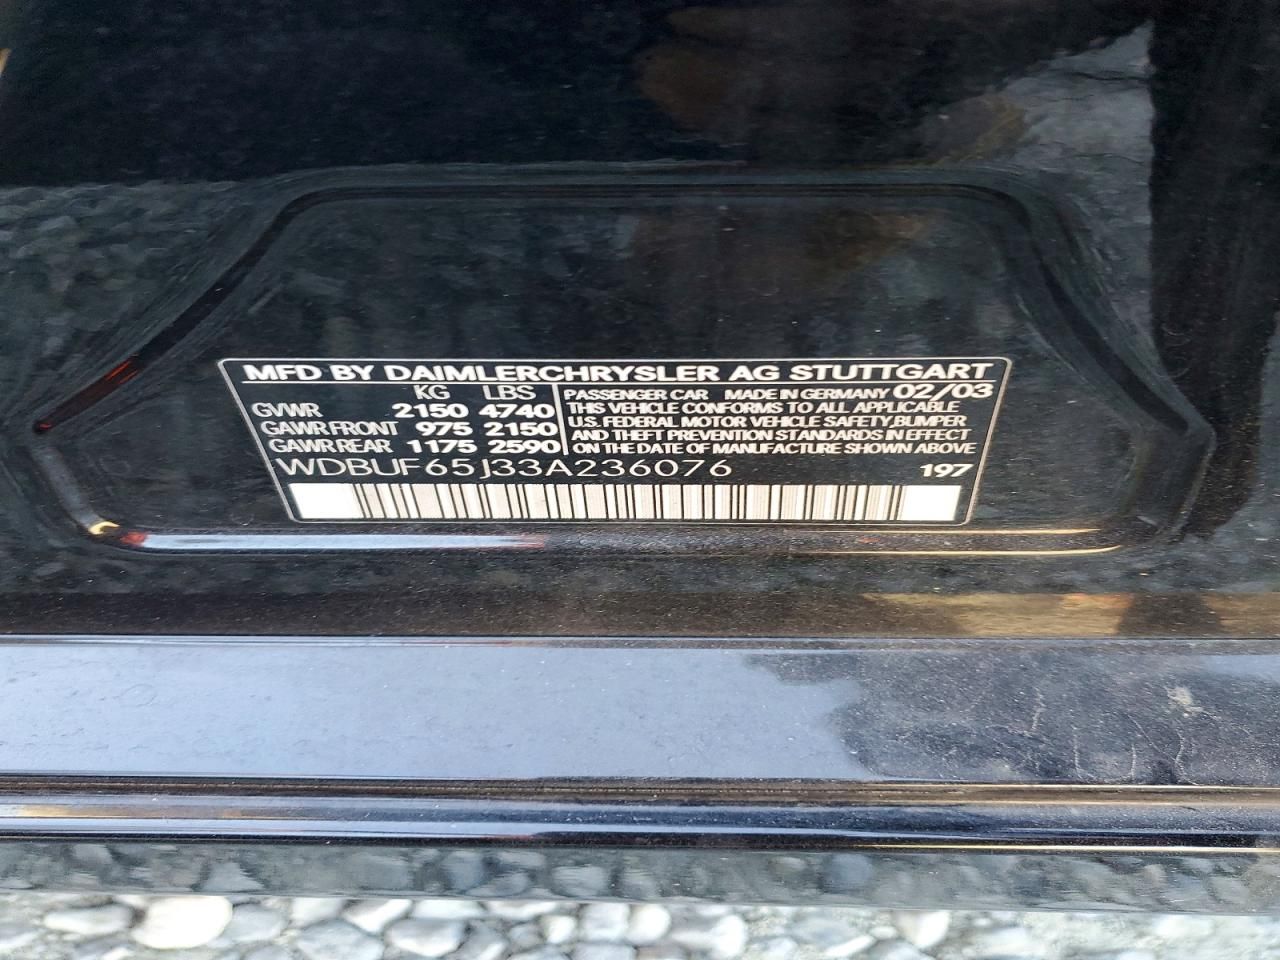 MFD BY DAIMLERCHRYSLER AG STUTTGART
KG LBS
GVWR 2150 4740
GAWR FRONT 975 2150
GAWR REAR 1175 2590
PASSENGER CAR MADE IN GERMANY 02/03
THIS VEHICLE CONFORMS TO ALL APPLICABLE
U.S. FEDERAL MOTOR VEHICLE SAFETY, BUMPER
AND THEFT PREVENTION STANDARDS IN EFFECT
ON THE DATE OF MANUFACTURE SHOWN ABOVE
WDBUF65J33A236076 197